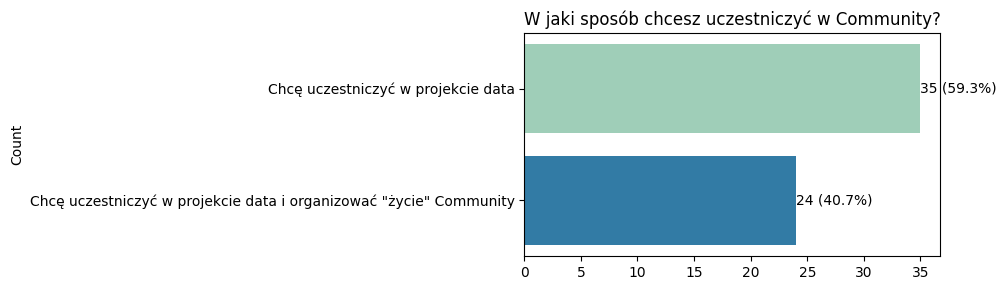 W jaki sposób chcesz uczestniczyć w Community?
Count
Chcę uczestniczyć w projekcie data
35 (59.3%)
Chcę uczestniczyć w projekcie data i organizować "życie" Community
24 (40.7%)
0 5 10 15 20 25 30 35